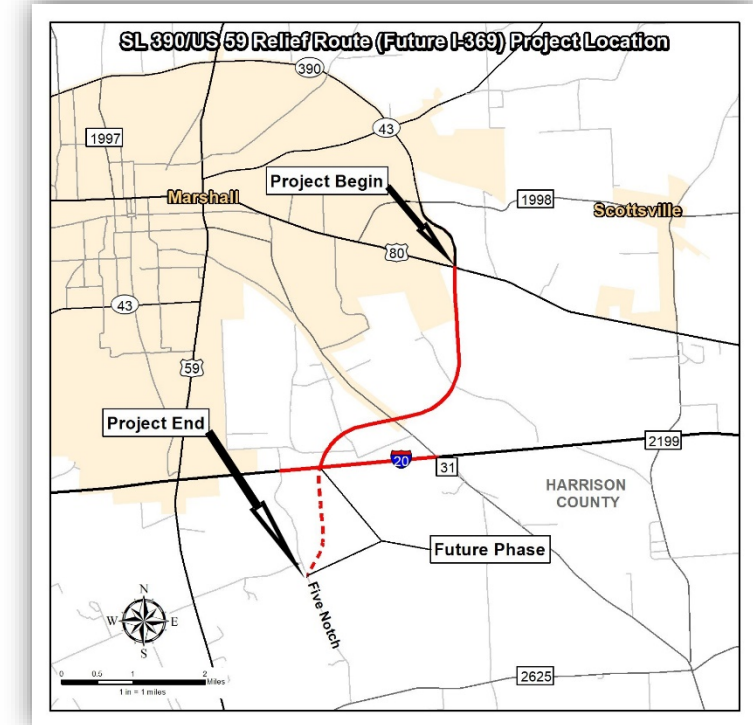 SL 390/US 59 Relief Route (Future I-369) Project Location
390
43
1997
Project Begin
Marshall
1998
Scottsville
80
43
59
Project End
2199
20
31
HARRISON
COUNTY
Future Phase
Five Notch
N
W E
S
0 0.5 1 2
Miles
1 in = 1 miles
2625